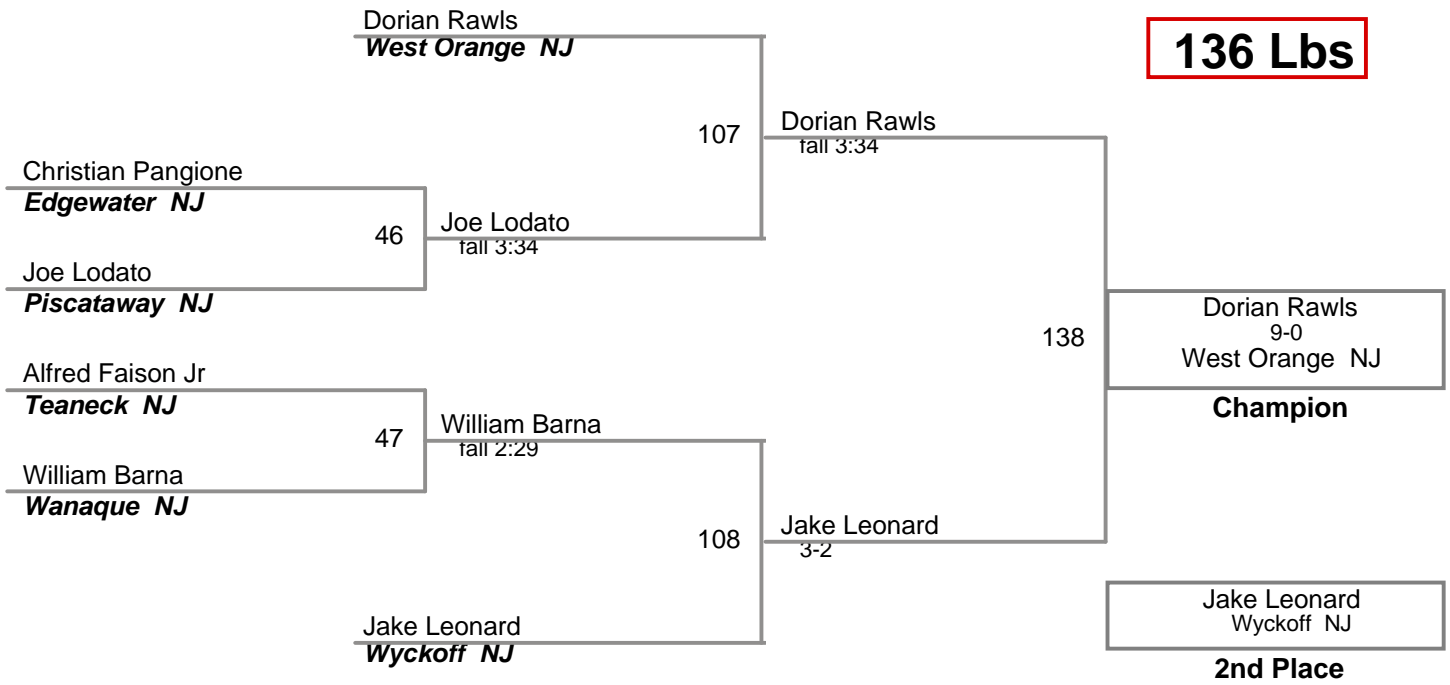 Dorian Rawls
West Orange NJ
136 Lbs
107
Dorian Rawls
fall 3:34
Christian Pangione
Edgewater NJ
46
Joe Lodato
fall 3:34
Joe Lodato
Piscataway NJ
138
Dorian Rawls
9-0
West Orange NJ
Champion
Alfred Faison Jr
Teaneck NJ
47
William Barna
fall 2:29
William Barna
Wanaque NJ
108
Jake Leonard
3-2
Jake Leonard
Wyckoff NJ
Jake Leonard
Wyckoff NJ
2nd Place